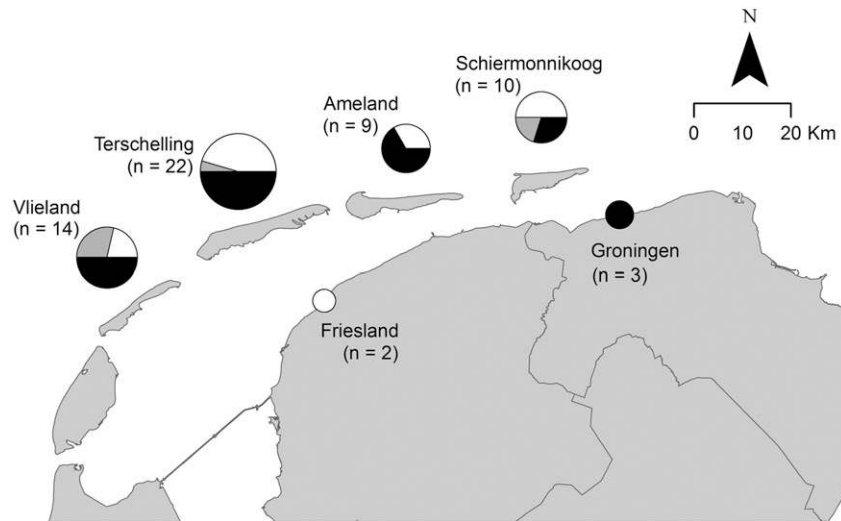 N
Schiermonnikoog
(n = 10)
Ameland
(n = 9)
0 10 20 Km
Terschelling
(n = 22)
Vlieland
(n = 14)
Groningen
(n = 3)
Friesland
(n = 2)